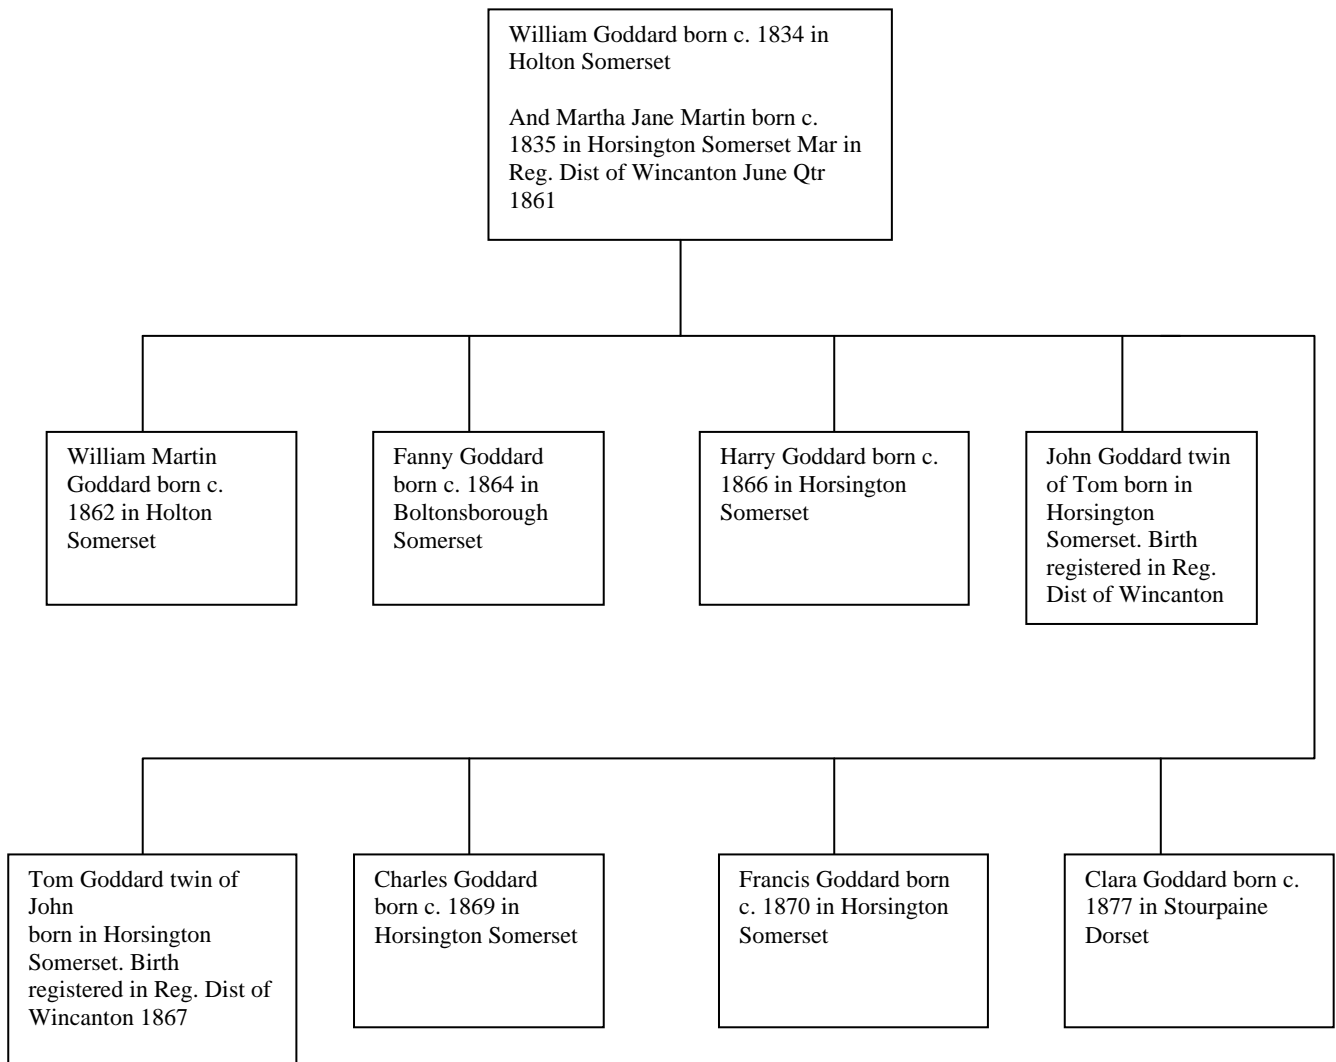 William Goddard born c. 1834 in
Holton Somerset
And Martha Jane Martin born c.
1835 in Horsington Somerset Mar in
Reg. Dist of Wincanton June Qtr
1861
William Martin
Goddard born c.
1862 in Holton
Somerset
Fanny Goddard
born c. 1864 in
Boltonsborough
Somerset
Harry Goddard born c.
1866 in Horsington
Somerset
John Goddard twin
of Tom born in
Horsington
Somerset. Birth
registered in Reg.
Dist of Wincanton
Tom Goddard twin of
John
born in Horsington
Somerset. Birth
registered in Reg. Dist of
Wincanton 1867
Charles Goddard
born c. 1869 in
Horsington Somerset
Francis Goddard born
c. 1870 in Horsington
Somerset
Clara Goddard born c.
1877 in Stourpaine
Dorset